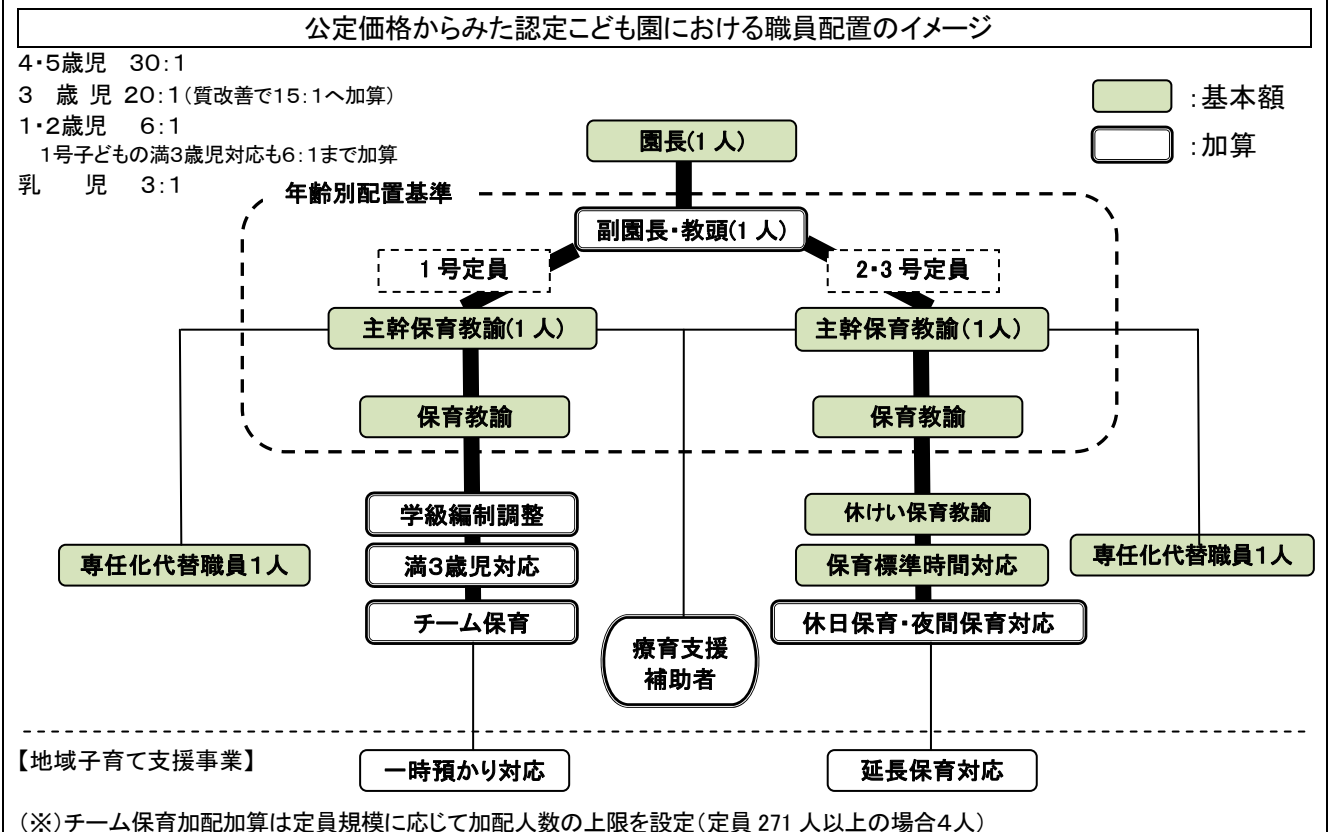 公定価格からみた認定こども園における職員配置のイメージ
4・5歳児 30:1
3 歳 児 20:1(質改善で15:1へ加算)
1・2歳児 6:1
1号子どもの満3歳児対応も6:1まで加算
乳 児 3:1
:基本額
:加算
園長(1人)
年齢別配置基準
副園長・教頭(1人)
1号定員
2・3号定員
主幹保育教諭(1人)
主幹保育教諭(1人)
保育教諭
保育教諭
学級編制調整
休けい保育教諭
専任化代替職員1人
満3歳児対応
保育標準時間対応
専任化代替職員1人
チーム保育
休日保育・夜間保育対応
療育支援
補助者
【地域子育て支援事業】
一時預かり対応
延長保育対応
(※)チーム保育加配加算は定員規模に応じて加配人数の上限を設定(定員 271 人以上の場合4人)